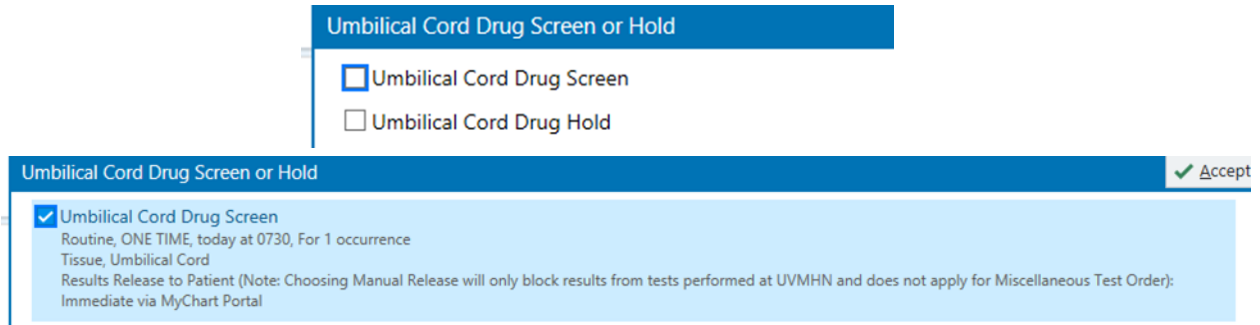 Umbilical Cord Drug Screen or Hold
Umbilical Cord Drug Screen
Umbilical Cord Drug Hold
Umbilical Cord Drug Screen or Hold
Accept
Umbilical Cord Drug Screen
Routine, ONE TIME, today at 0730, For 1 occurrence
Tissue, Umbilical Cord
Results Release to Patient (Note: Choosing Manual Release will only block results from tests performed at UVMHN and does not apply for Miscellaneous Test Order):
Immediate via MyChart Portal